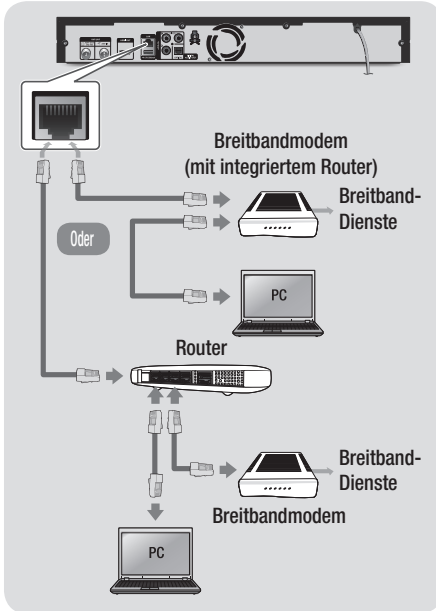 Breitbandmodem
(mit integriertem Router)
Breitband-
Dienste
Oder
PC
Router
Breitband-
Dienste
Breitbandmodem
PC